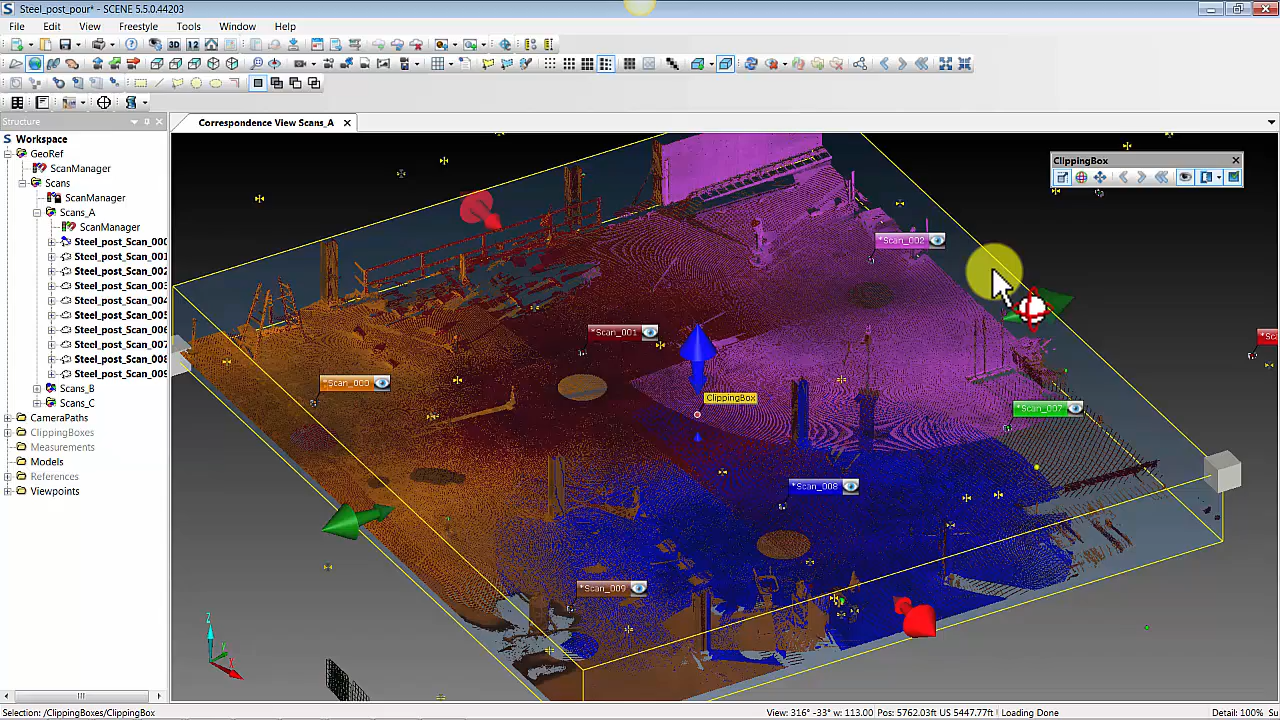 Steel_post_pour* - SCENE 5.5.0.44203
File Edit View Freestyle Tools Window Help
Structure
Correspondence View Scans_A
Workspace
GeoRef
ScanManager
Scans
ScanManager
Scans_A
ScanManager
Steel_post_Scan_000
Steel_post_Scan_001
Steel_post_Scan_002
Steel_post_Scan_003
Steel_post_Scan_004
Steel_post_Scan_005
Steel_post_Scan_006
Steel_post_Scan_007
Steel_post_Scan_008
Steel_post_Scan_009
Scans_B
Scans_C
CameraPaths
ClippingBoxes
Measurements
Models
References
Viewpoints
ClippingBox
*Scan_002
*Scan_001
*Sc
*Scan_000
ClippingBox
*Scan_007
*Scan_008
*Scan_009
Z
Y
X
Selection: /ClippingBoxes/ClippingBox
View: 316° -33° w: 113.00 Pos: 5762.03ft US 5447.77ft | Loading Done
Detail: 100% Su